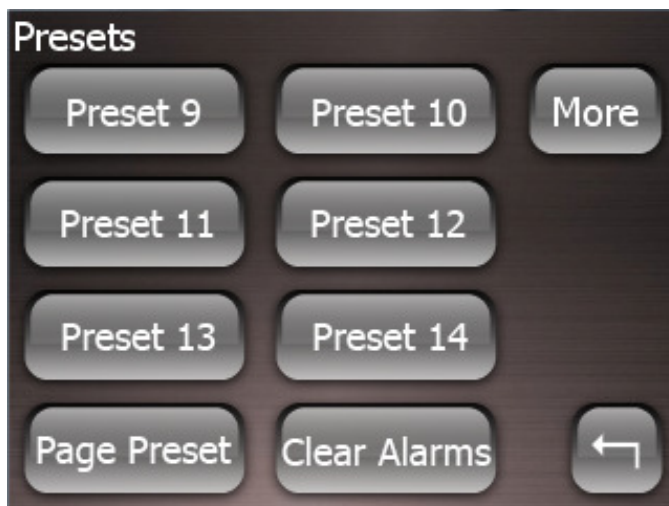 Presets
Preset 9 Preset 10 More
Preset 11 Preset 12
Preset 13 Preset 14
Page Preset Clear Alarms